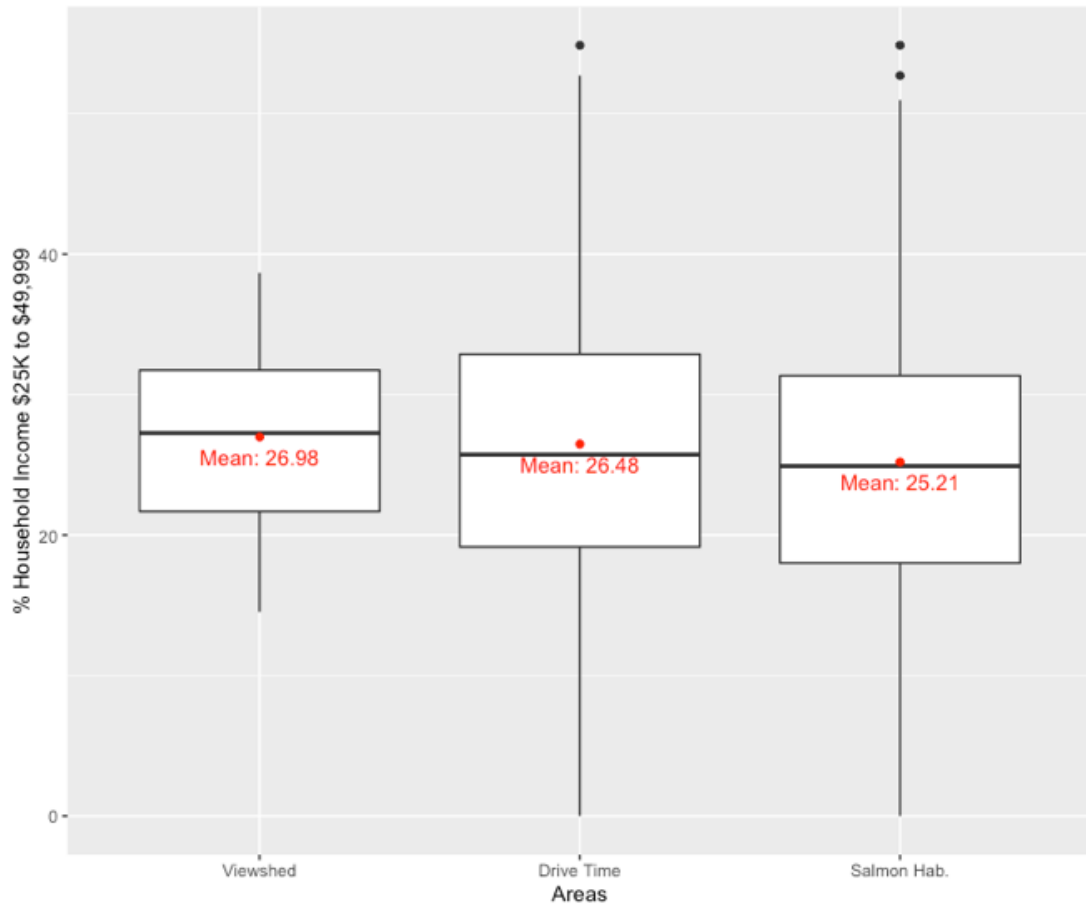 % Household Income $25K to $49,999
40
20
0
Mean: 26.98
Mean: 26.48
Mean: 25.21
Viewshed
Drive Time
Salmon Hab.
Areas